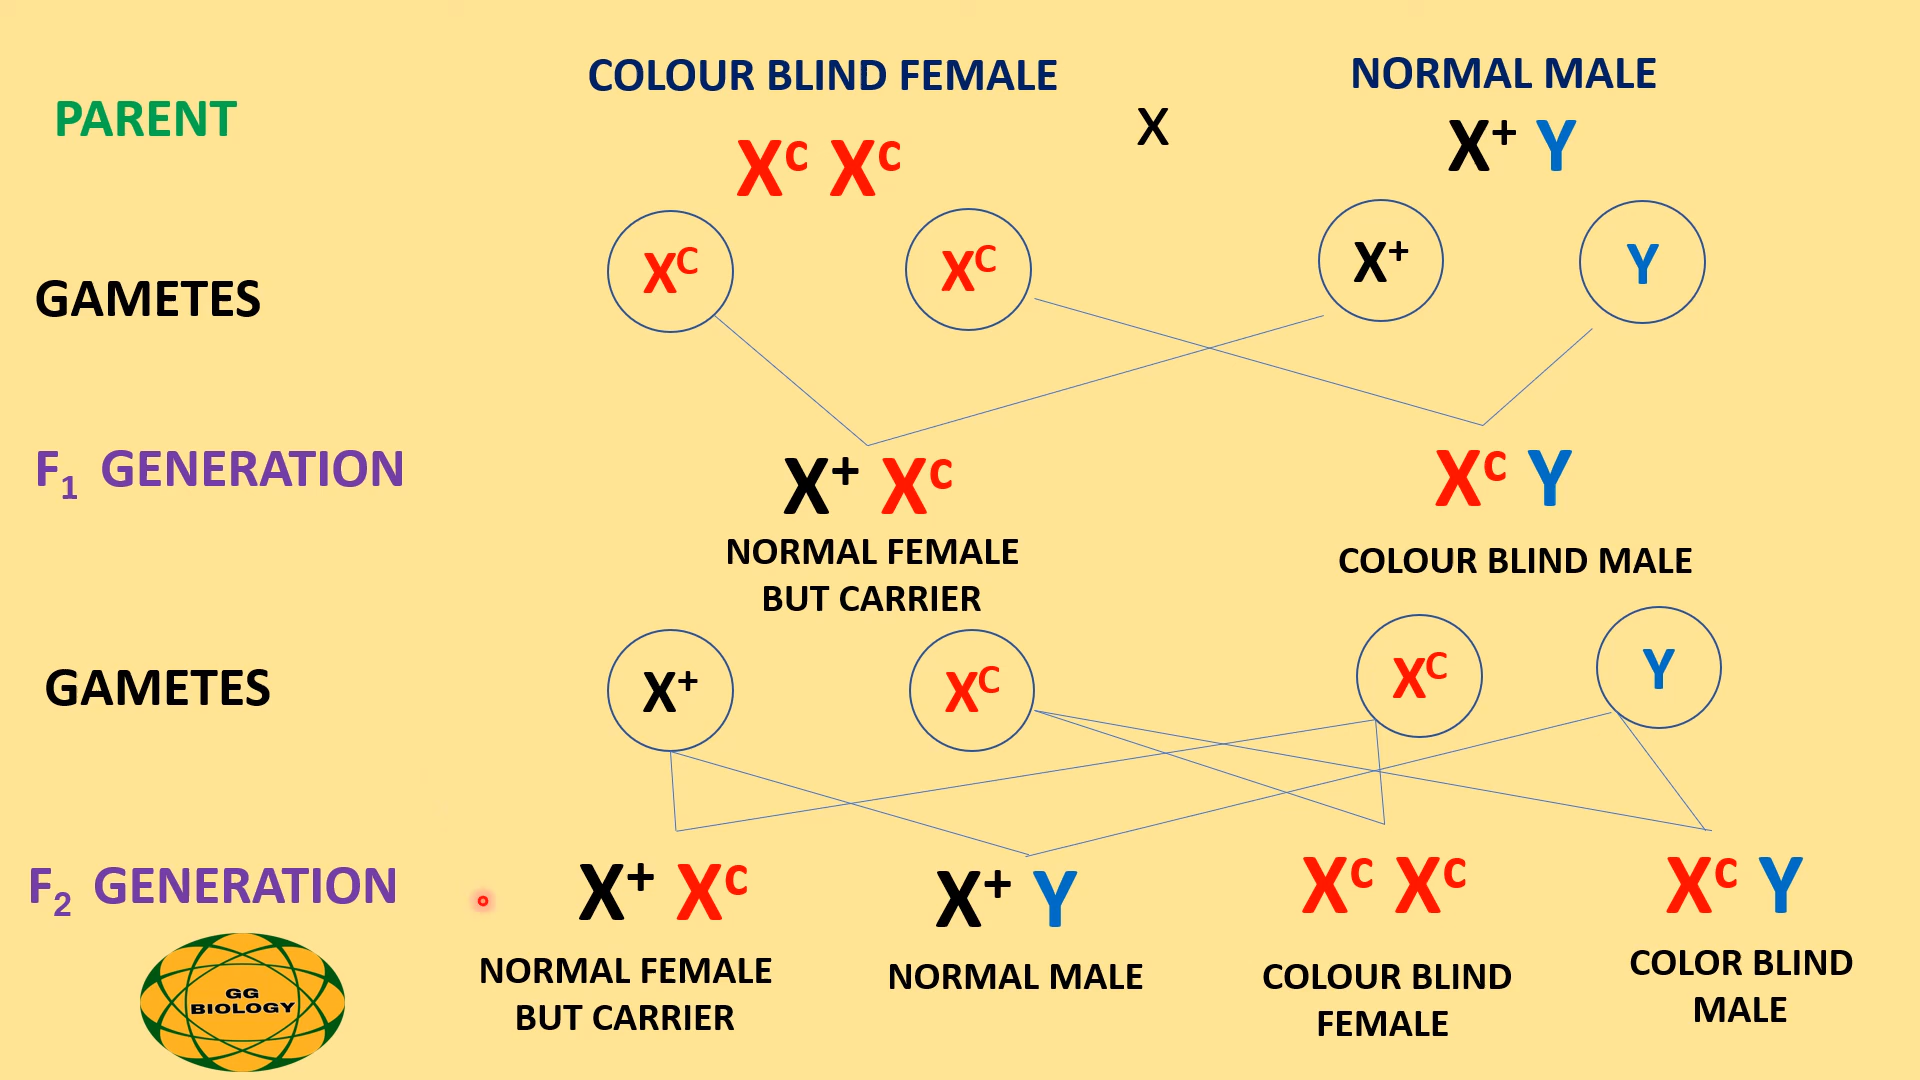 COLOUR BLIND FEMALE
NORMAL MALE
PARENT
X
Xᶜ Xᶜ
X⁺ Y
GAMETES
Xᶜ
Xᶜ
X⁺
Y
F₁ GENERATION
X⁺ Xᶜ
Xᶜ Y
NORMAL FEMALE
BUT CARRIER
COLOUR BLIND MALE
GAMETES
X⁺
Xᶜ
Xᶜ
Y
F₂ GENERATION
X⁺ Xᶜ
X⁺ Y
Xᶜ Xᶜ
Xᶜ Y
NORMAL FEMALE
BUT CARRIER
NORMAL MALE
COLOUR BLIND
FEMALE
COLOR BLIND
MALE
GG
BIOLOGY